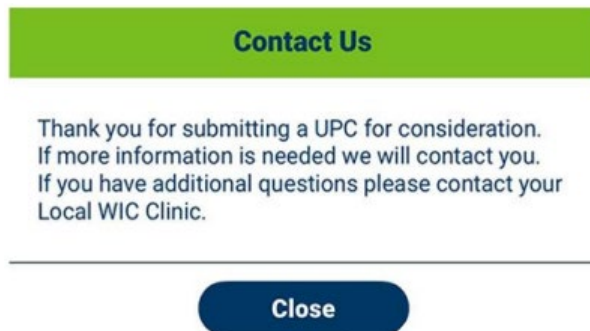 Contact Us
Thank you for submitting a UPC for consideration.
If more information is needed we will contact you.
If you have additional questions please contact your
Local WIC Clinic.
Close